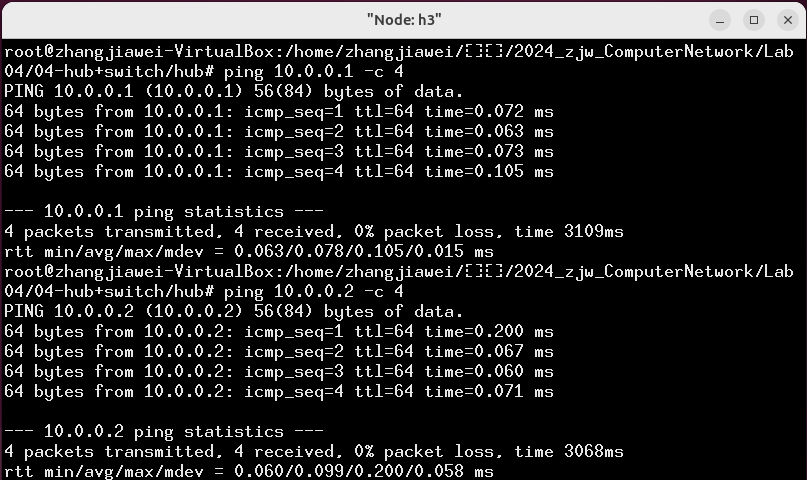 "Node: h3"
root@zhangjiawei-VirtualBox:/home/zhangjiawei/[][]/2024_zjw_ComputerNetwork/Lab
04/04-hub+switch/hub# ping 10.0.0.1 -c 4
PING 10.0.0.1 (10.0.0.1) 56(84) bytes of data.
64 bytes from 10.0.0.1: icmp_seq=1 ttl=64 time=0.072 ms
64 bytes from 10.0.0.1: icmp_seq=2 ttl=64 time=0.063 ms
64 bytes from 10.0.0.1: icmp_seq=3 ttl=64 time=0.073 ms
64 bytes from 10.0.0.1: icmp_seq=4 ttl=64 time=0.105 ms
--- 10.0.0.1 ping statistics ---
4 packets transmitted, 4 received, 0% packet loss, time 3109ms
rtt min/avg/max/mdev = 0.063/0.078/0.105/0.015 ms
root@zhangjiawei-VirtualBox:/home/zhangjiawei/[][]/2024_zjw_ComputerNetwork/Lab
04/04-hub+switch/hub# ping 10.0.0.2 -c 4
PING 10.0.0.2 (10.0.0.2) 56(84) bytes of data.
64 bytes from 10.0.0.2: icmp_seq=1 ttl=64 time=0.200 ms
64 bytes from 10.0.0.2: icmp_seq=2 ttl=64 time=0.067 ms
64 bytes from 10.0.0.2: icmp_seq=3 ttl=64 time=0.060 ms
64 bytes from 10.0.0.2: icmp_seq=4 ttl=64 time=0.071 ms
--- 10.0.0.2 ping statistics ---
4 packets transmitted, 4 received, 0% packet loss, time 3068ms
rtt min/avg/max/mdev = 0.060/0.099/0.200/0.058 ms